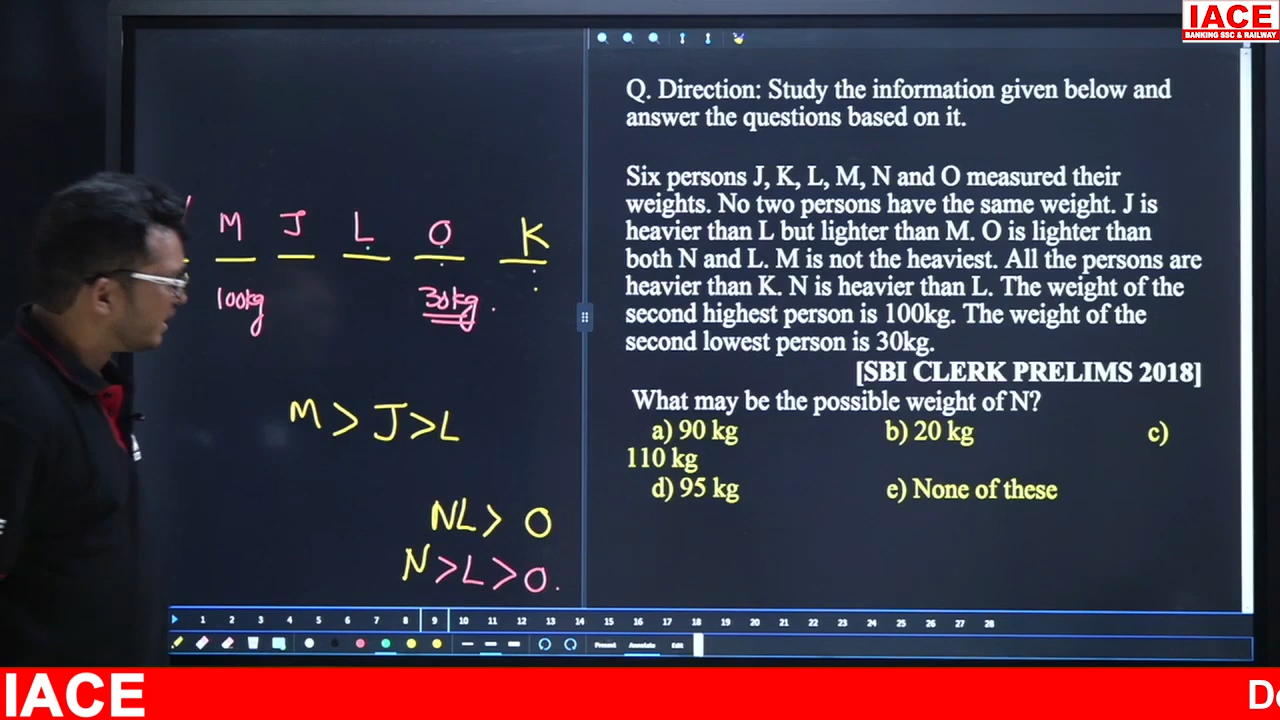 IACE
BANKING SSC & RAILWAY
Q. Direction: Study the information given below and
answer the questions based on it.
Six persons J, K, L, M, N and O measured their
weights. No two persons have the same weight. J is
heavier than L but lighter than M. O is lighter than
both N and L. M is not the heaviest. All the persons are
heavier than K. N is heavier than L. The weight of the
second highest person is 100kg. The weight of the
second lowest person is 30kg.
[SBI CLERK PRELIMS 2018]
What may be the possible weight of N?
a) 90 kg b) 20 kg c)
110 kg
d) 95 kg e) None of these
M J L O K
100kg 30kg
M > J > L
NL > O
N > L > O.
1 2 3 4 5 6 7 8 9 10 11 12 13 14 15 16 17 18 19 20 21 22 23 24 25 26 27 28
Present Annotate Edit
IACE